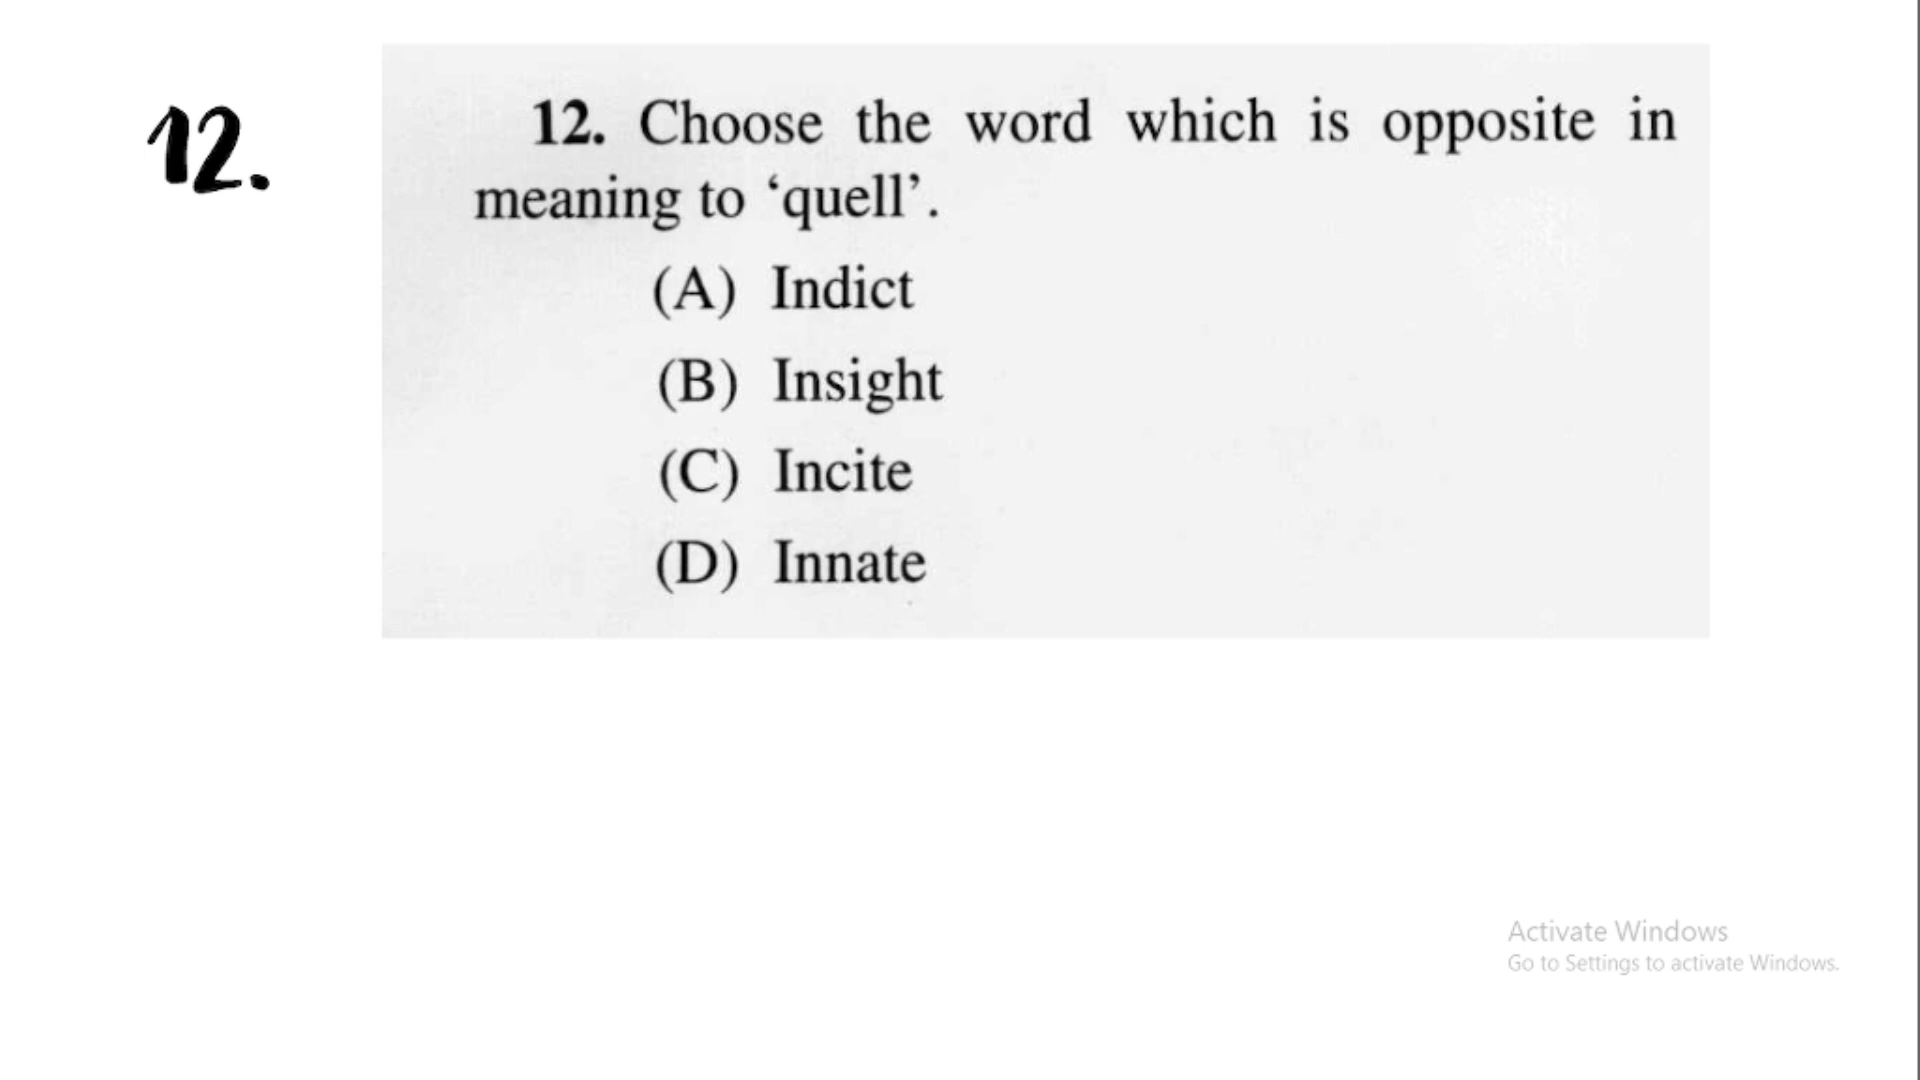 12.
12. Choose the word which is opposite in
meaning to ‘quell’.
(A) Indict
(B) Insight
(C) Incite
(D) Innate
Activate Windows
Go to Settings to activate Windows.